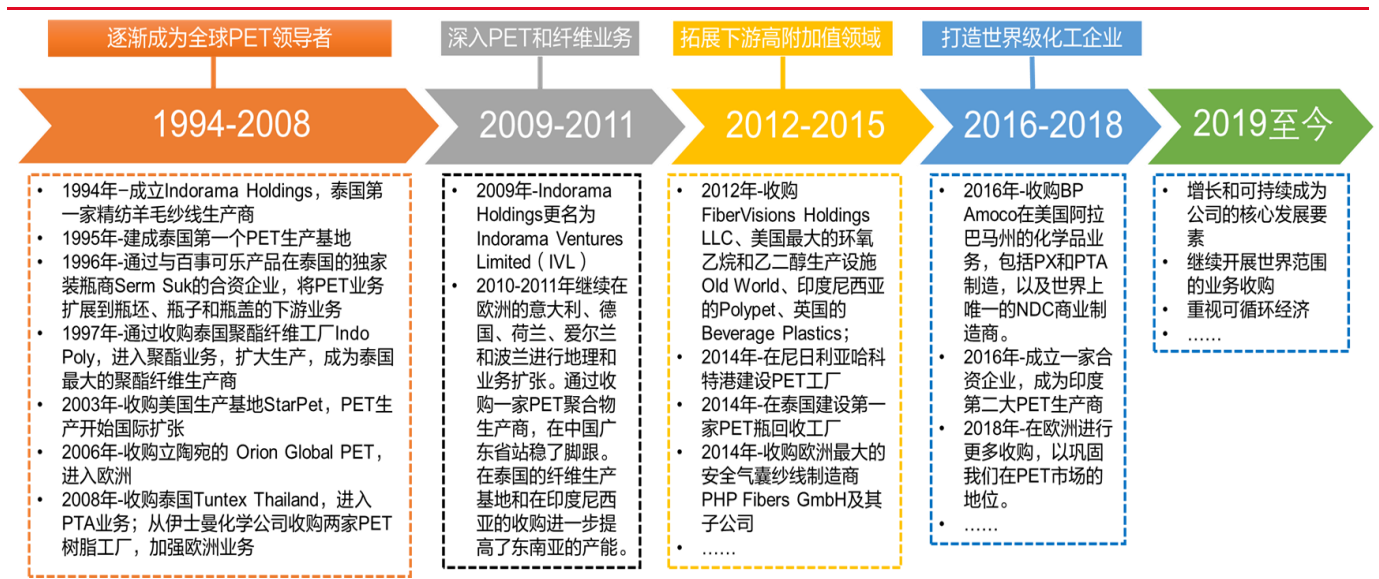 逐渐成为全球PET领导者
深入PET和纤维业务
拓展下游高附加值领域
打造世界级化工企业
1994-2008
2009-2011
2012-2015
2016-2018
2019至今
• 1994年–成立Indorama Holdings，泰国第
一家精纺羊毛纱线生产商
• 1995年-建成泰国第一个PET生产基地
• 1996年-通过与百事可乐产品在泰国的独家
装瓶商Serm Suk的合资企业，将PET业务
扩展到瓶坯、瓶子和瓶盖的下游业务
• 1997年-通过收购泰国聚酯纤维工厂Indo
Poly，进入聚酯业务，扩大生产，成为泰国
最大的聚酯纤维生产商
• 2003年-收购美国生产基地StarPet，PET生
产开始国际扩张
• 2006年-收购立陶宛的 Orion Global PET，
进入欧洲
• 2008年-收购泰国Tuntex Thailand，进入
PTA业务；从伊士曼化学公司收购两家PET
树脂工厂，加强欧洲业务
• 2009年-Indorama
Holdings更名为
Indorama Ventures
Limited（IVL）
• 2010-2011年继续在
欧洲的意大利、德
国、荷兰、爱尔兰
和波兰进行地理和
业务扩张。通过收
购一家PET聚合物
生产商，在中国广
东省站稳了脚跟。
在泰国的纤维生产
基地和在印度尼西
亚的收购进一步提
高了东南亚的产能。
• 2012年-收购
FiberVisions Holdings
LLC、美国最大的环氧
乙烷和乙二醇生产设施
Old World、印度尼西亚
的Polypet、英国的
Beverage Plastics；
• 2014年-在尼日利亚哈科
特港建设PET工厂
• 2014年-在泰国建设第一
家PET瓶回收工厂
• 2014年-收购欧洲最大的
安全气囊纱线制造商
PHP Fibers GmbH及其
子公司
• ……
• 2016年-收购BP
Amoco在美国阿拉
巴马州的化学品业
务，包括PX和PTA
制造，以及世界上
唯一的NDC商业制
造商。
• 2016年-成立一家合
资企业，成为印度
第二大PET生产商
• 2018年-在欧洲进行
更多收购，以巩固
我们在PET市场的
地位。
• ……
• 增长和可持续成为
公司的核心发展要
素
• 继续开展世界范围
的业务收购
• 重视可循环经济
• ……